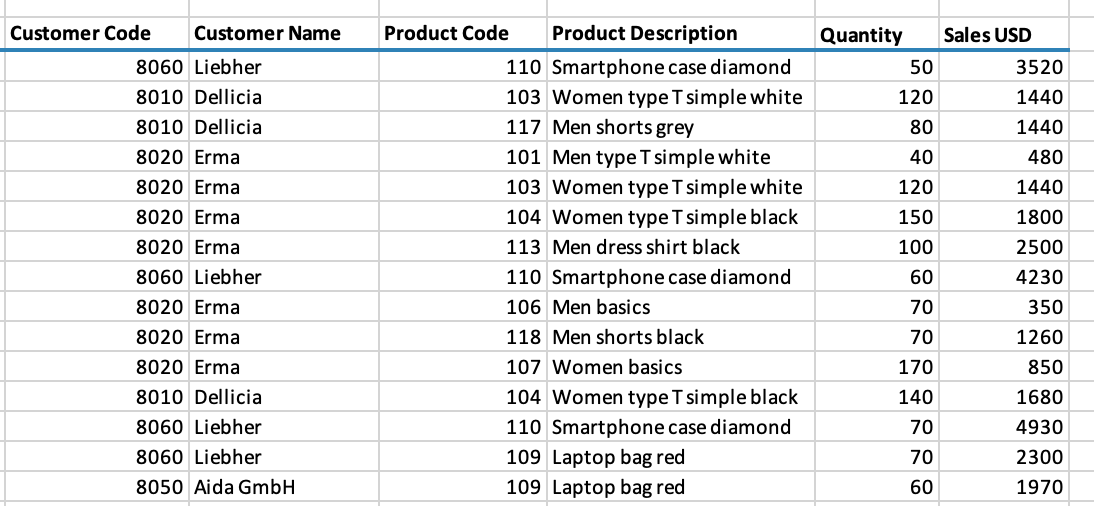 Customer Code Customer Name Product Code Product Description Quantity Sales USD
8060 Liebher 110 Smartphone case diamond 50 3520
8010 Dellicia 103 Women type T simple white 120 1440
8010 Dellicia 117 Men shorts grey 80 1440
8020 Erma 101 Men type T simple white 40 480
8020 Erma 103 Women type T simple white 120 1440
8020 Erma 104 Women type T simple black 150 1800
8020 Erma 113 Men dress shirt black 100 2500
8060 Liebher 110 Smartphone case diamond 60 4230
8020 Erma 106 Men basics 70 350
8020 Erma 118 Men shorts black 70 1260
8020 Erma 107 Women basics 170 850
8010 Dellicia 104 Women type T simple black 140 1680
8060 Liebher 110 Smartphone case diamond 70 4930
8060 Liebher 109 Laptop bag red 70 2300
8050 Aida GmbH 109 Laptop bag red 60 1970